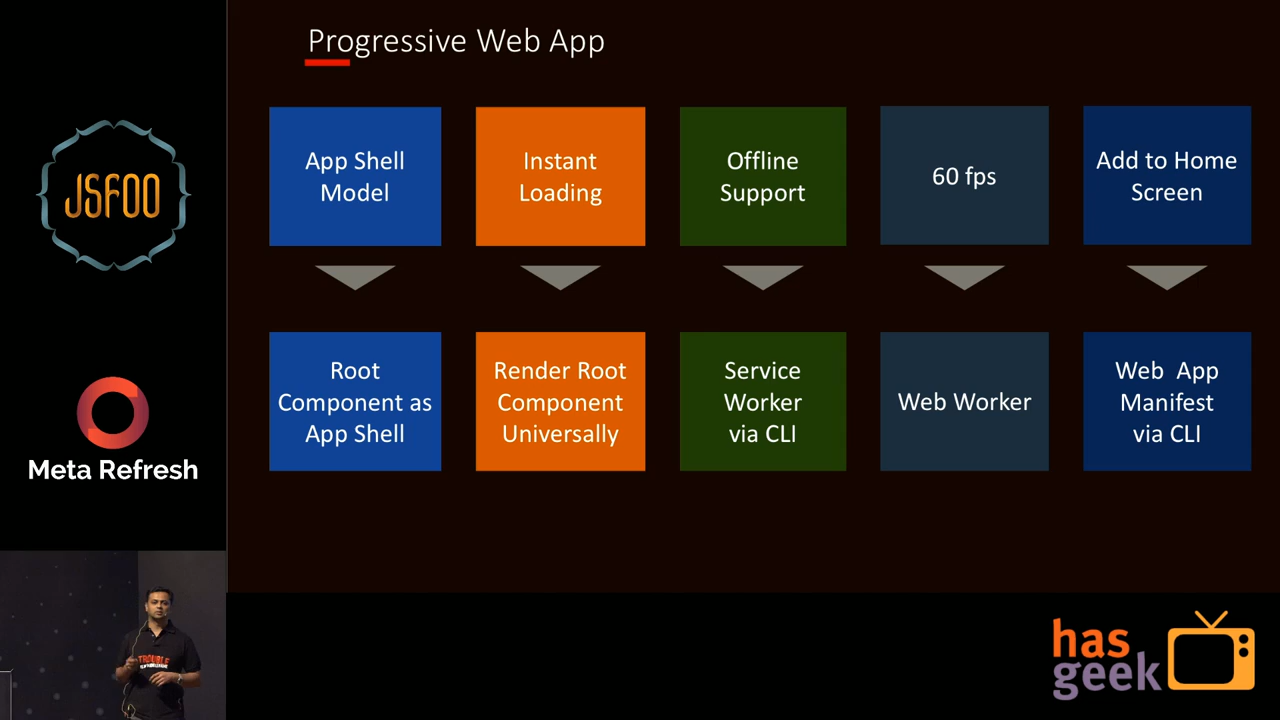 Progressive Web App
App Shell
Model
Instant
Loading
Offline
Support
60 fps
Add to Home
Screen
Root
Component as
App Shell
Render Root
Component
Universally
Service
Worker
via CLI
Web Worker
Web App
Manifest
via CLI
JSFOO
Meta Refresh
TROUBLE
has
geek